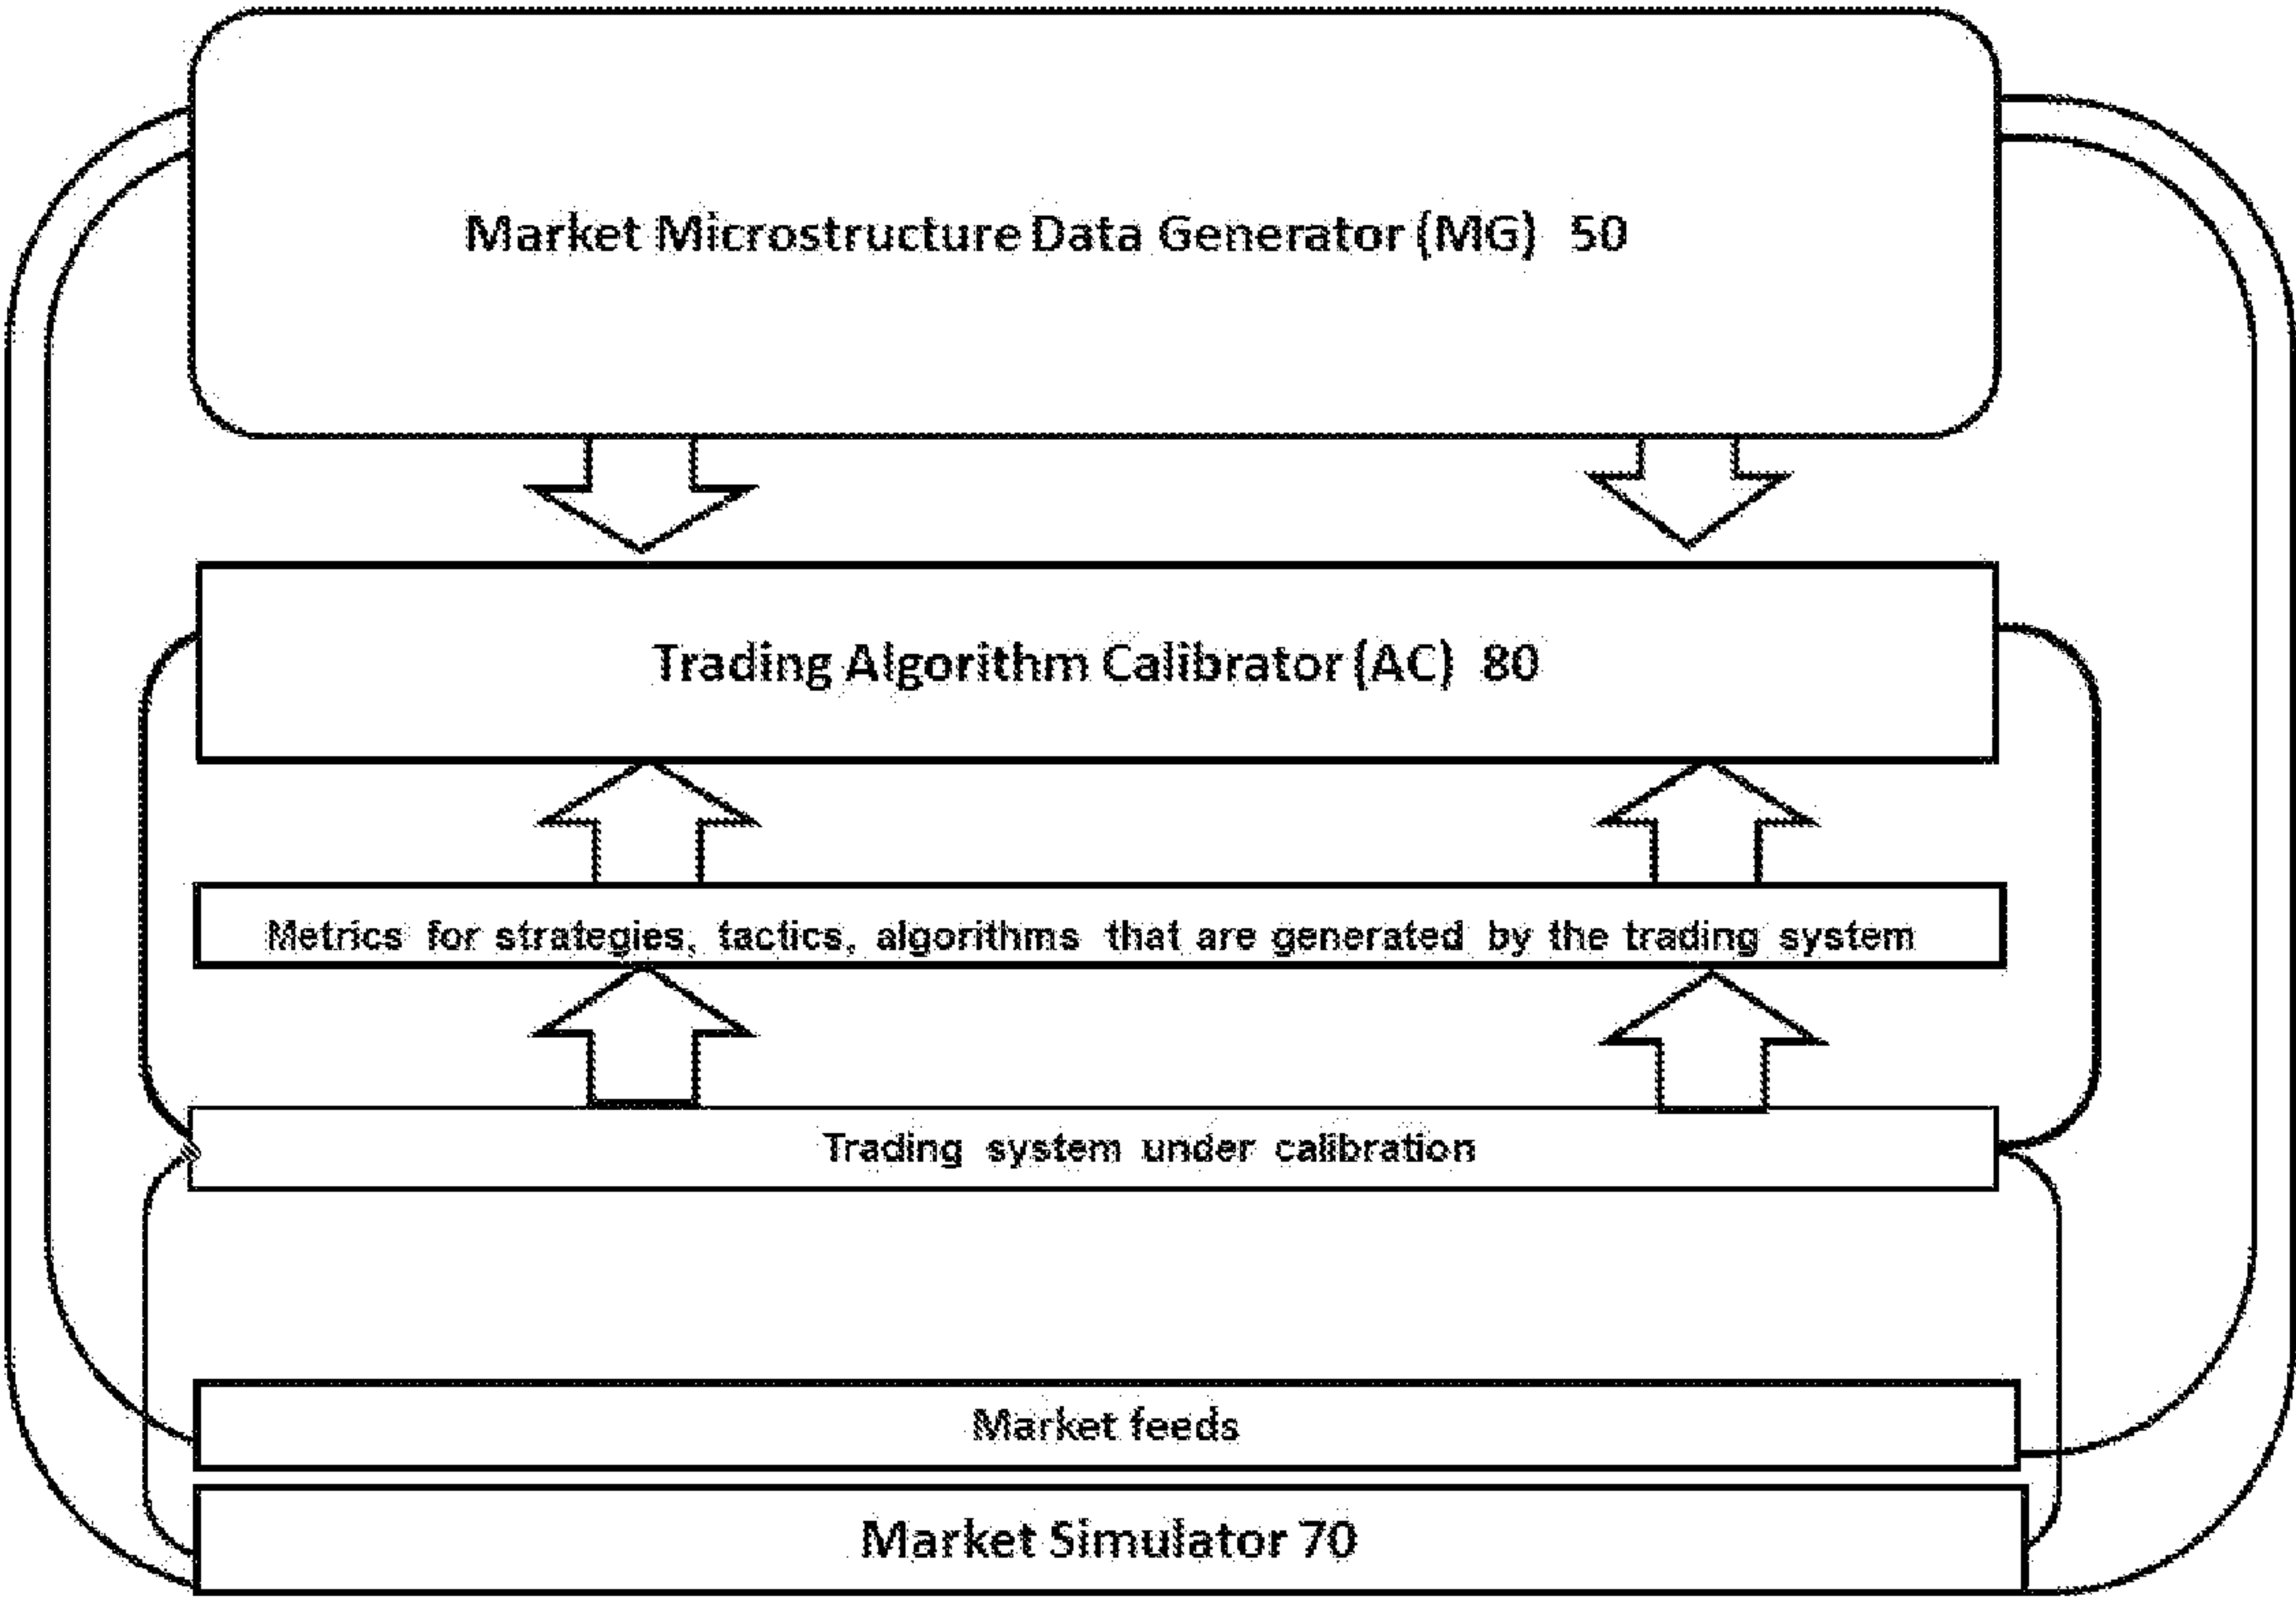 Market Microstructure Data Generator (MG) 50
Trading Algorithm Calibrator (AC) 80
Metrics for strategies, tactics, algorithms that are generated by the trading system
Trading system under calibration
Market feeds
Market Simulator 70